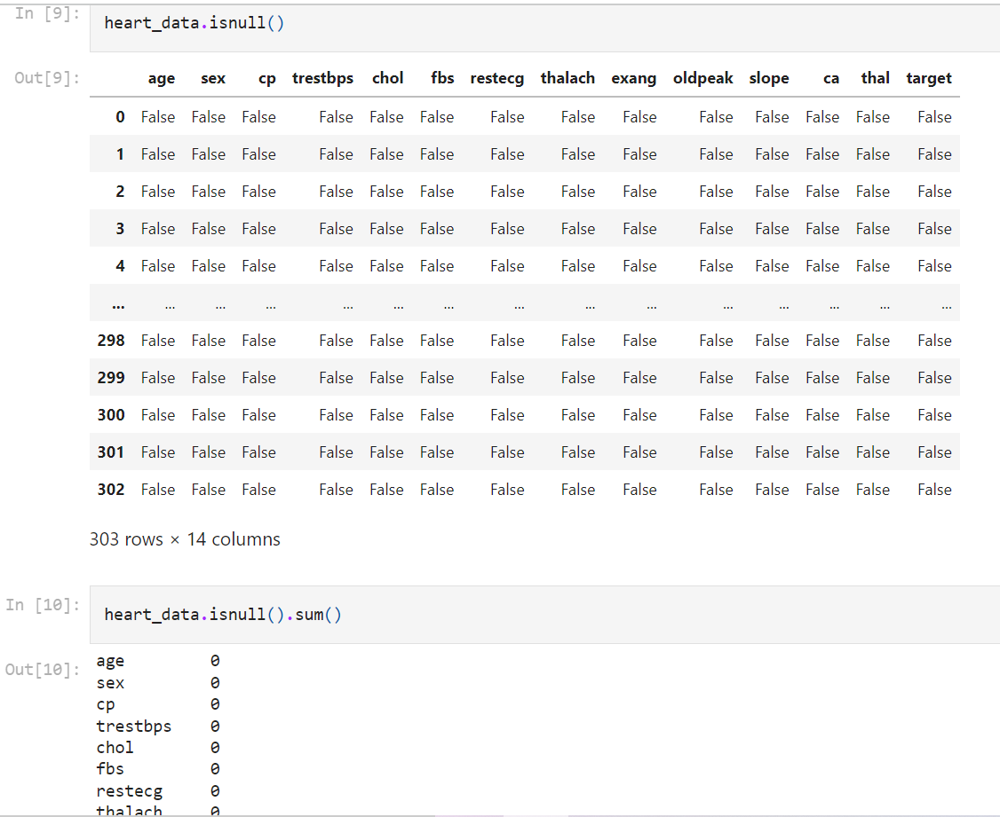 In [9]:
heart_data.isnull()
Out[9]:
age sex cp trestbps chol fbs restecg thalach exang oldpeak slope ca thal target
0 False False False False False False False False False False False False False False
1 False False False False False False False False False False False False False False
2 False False False False False False False False False False False False False False
3 False False False False False False False False False False False False False False
4 False False False False False False False False False False False False False False
... ... ... ... ... ... ... ... ... ... ... ... ... ... ...
298 False False False False False False False False False False False False False False
299 False False False False False False False False False False False False False False
300 False False False False False False False False False False False False False False
301 False False False False False False False False False False False False False False
302 False False False False False False False False False False False False False False
303 rows × 14 columns
In [10]:
heart_data.isnull().sum()
Out[10]:
age 0
sex 0
cp 0
trestbps 0
chol 0
fbs 0
restecg 0
thalach 0